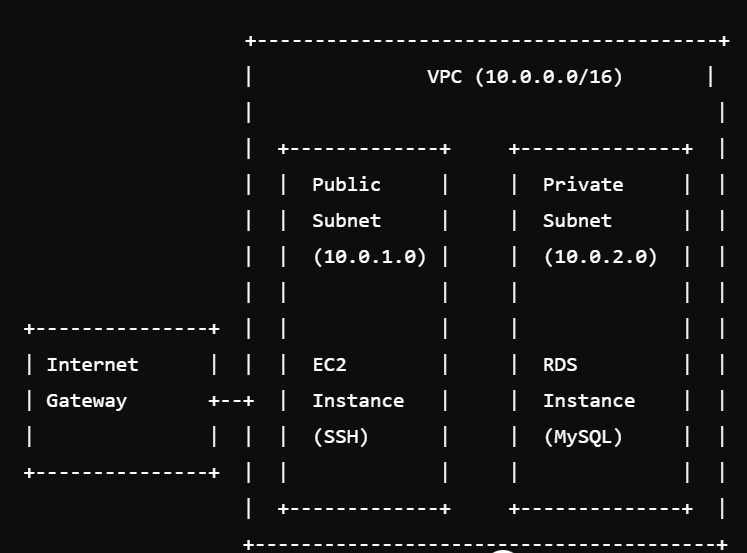 VPC (10.0.0.0/16)
Public
Subnet
(10.0.1.0)
Private
Subnet
(10.0.2.0)
Internet
Gateway
EC2
Instance
(SSH)
RDS
Instance
(MySQL)